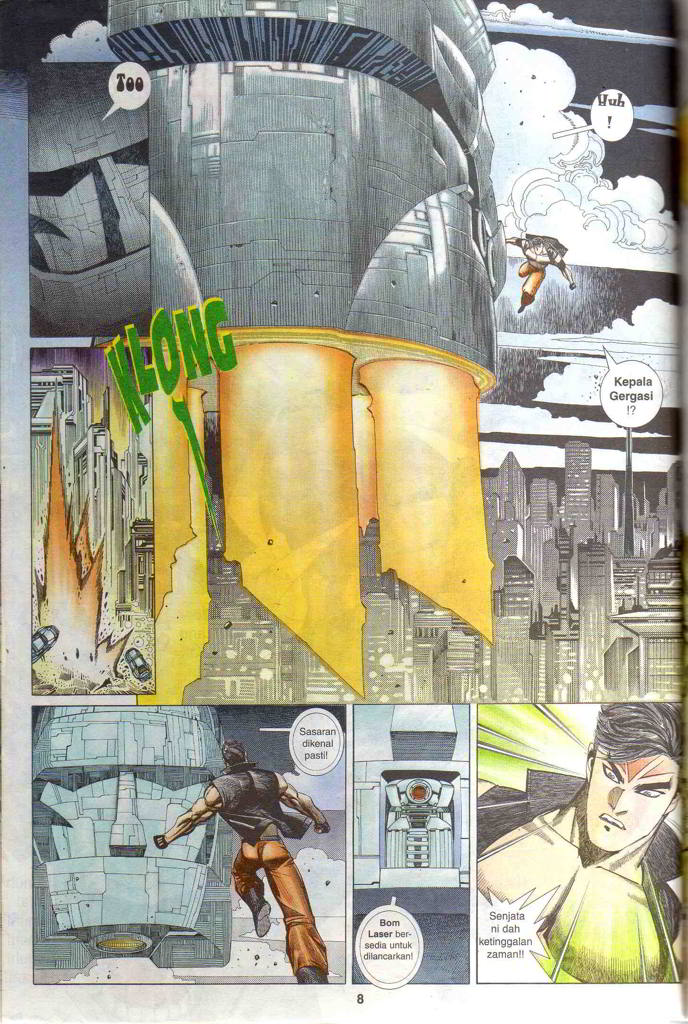 Too
Huh
!
KLONG
Kepala
Gergasi
!?
Sasaran
dikenal
pasti!
Bom
Laser ber-
sedia untuk
dilancarkan!
Senjata
ni dah
ketinggalan
zaman!!
8